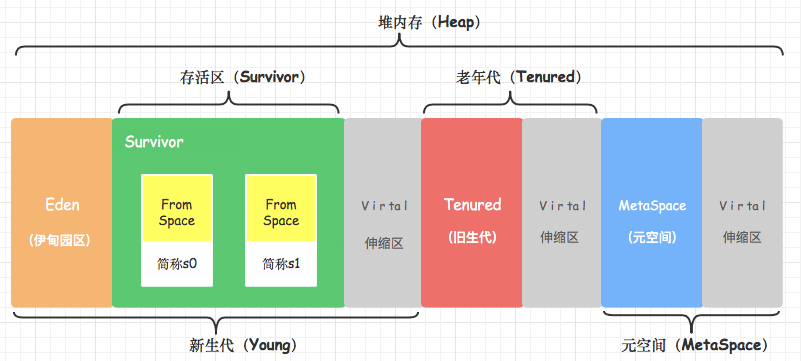 堆内存（Heap）
存活区（Survivor）
老年代（Tenured）
Eden
(伊甸园区)
Survivor
From
Space
简称s0
From
Space
简称s1
Virtal
伸缩区
Tenured
(旧生代)
Virtal
伸缩区
MetaSpace
(元空间)
Virtal
伸缩区
新生代（Young）
元空间（MetaSpace）